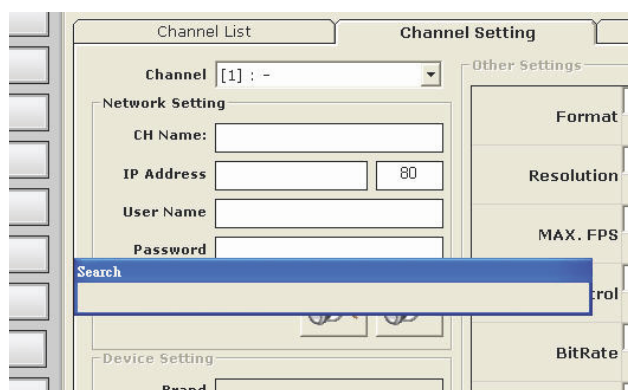 Channel List
Channel Setting
Channel [1] : -
Other Settings
Network Setting
CH Name:
IP Address 80
User Name
Password
Search
Format
Resolution
MAX. FPS
BitRate
Device Setting
Brand